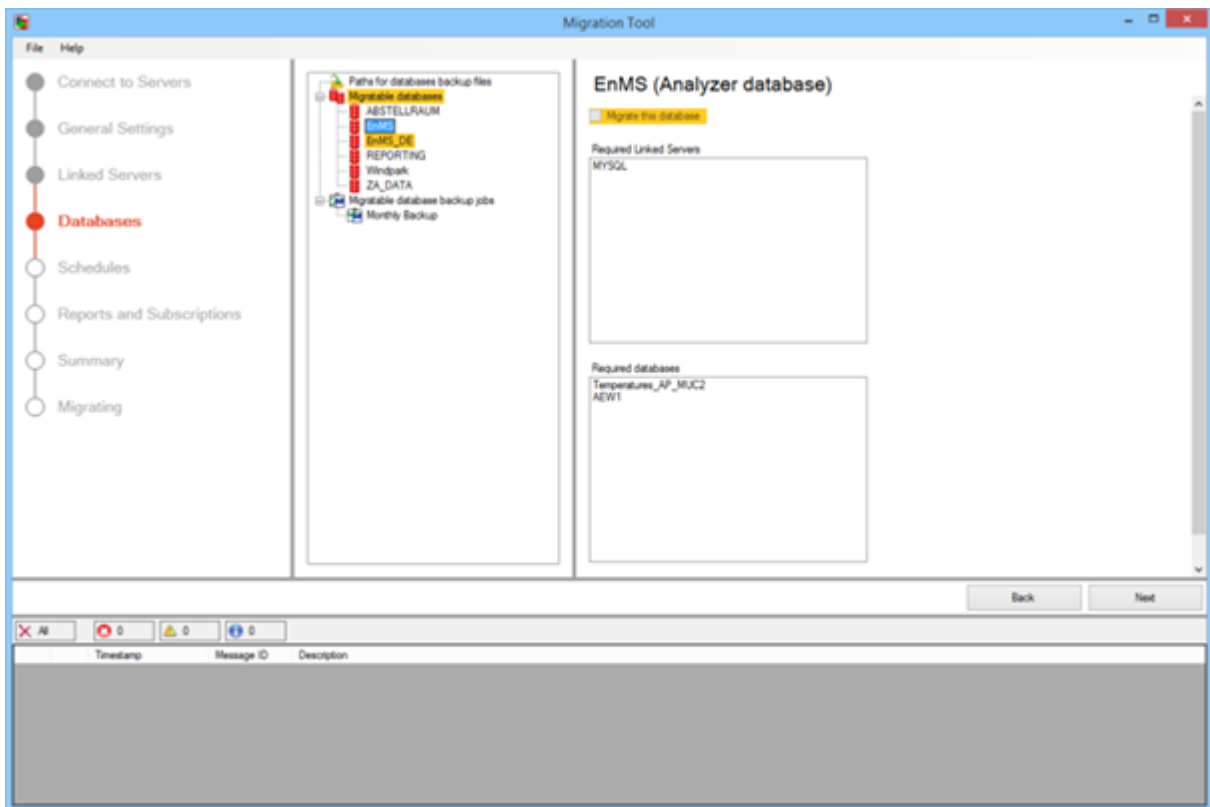 Migration Tool
File Help
Connect to Servers
General Settings
Linked Servers
Databases
Schedules
Reports and Subscriptions
Summary
Migrating
Paths for databases backup files
Migratable databases
ABSTELLRAUM
EnMS
EnMS_DE
REPORTING
Windpark
ZA_DATA
Migratable database backup jobs
Monthly Backup
EnMS (Analyzer database)
Migrate this database
Required Linked Servers
MYSQL
Required databases
Temperatures_AP_MUC2
AEW1
Back Next
All 0 0 0
Timestamp Message ID Description